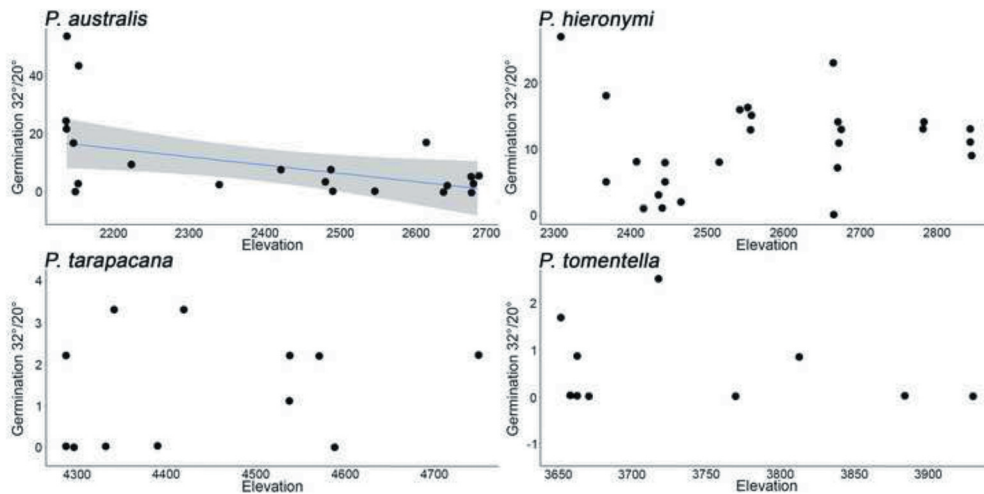 P. australis
Germination 32°/20°
40
20
0
2200 2300 2400 2500 2600 2700
Elevation
P. hieronymi
Germination 32°/20°
20
10
0
2300 2400 2500 2600 2700 2800
Elevation
P. tarapacana
Germination 32°/20°
4
3
2
1
0
4300 4400 4500 4600 4700
Elevation
P. tomentella
Germination 32°/20°
2
1
0
-1
3650 3700 3750 3800 3850 3900
Elevation